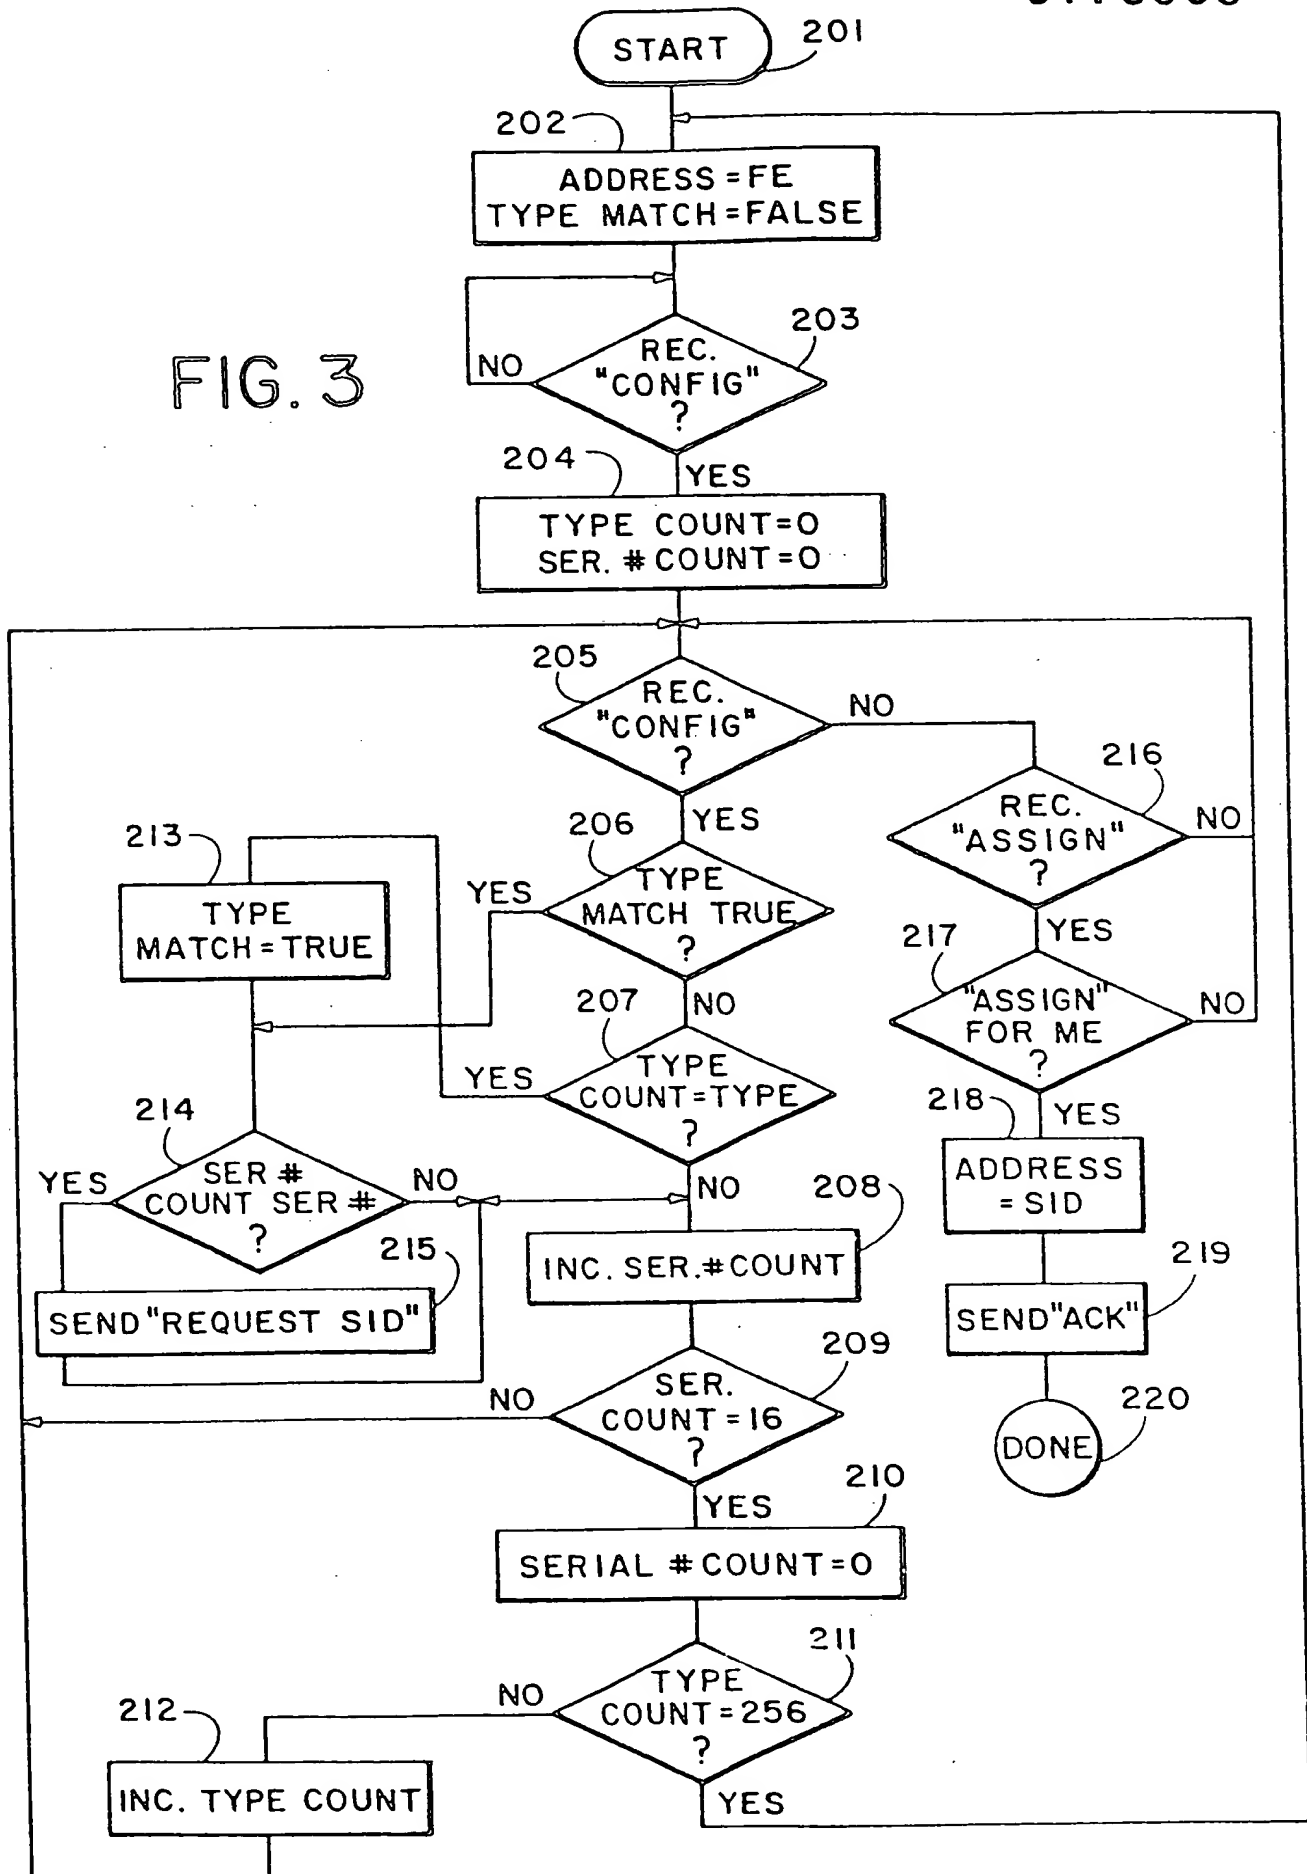 START
201
202
ADDRESS=FE
TYPE MATCH=FALSE
FIG. 3
203
REC.
"CONFIG"
?
NO
YES
204
TYPE COUNT=0
SER. # COUNT=0
205
REC.
"CONFIG"
?
NO
YES
216
REC.
"ASSIGN"
?
NO
YES
206
TYPE
MATCH TRUE
?
YES
NO
213
TYPE
MATCH=TRUE
217
"ASSIGN"
FOR ME
?
NO
YES
207
TYPE
COUNT=TYPE
?
YES
NO
214
SER #
COUNT SER #
?
YES
NO
218
ADDRESS
=SID
208
INC. SER.#COUNT
215
SEND"REQUEST SID"
219
SEND"ACK"
209
SER.
COUNT=16
?
NO
YES
220
DONE
210
SERIAL #COUNT=0
211
TYPE
COUNT=256
?
NO
YES
212
INC. TYPE COUNT